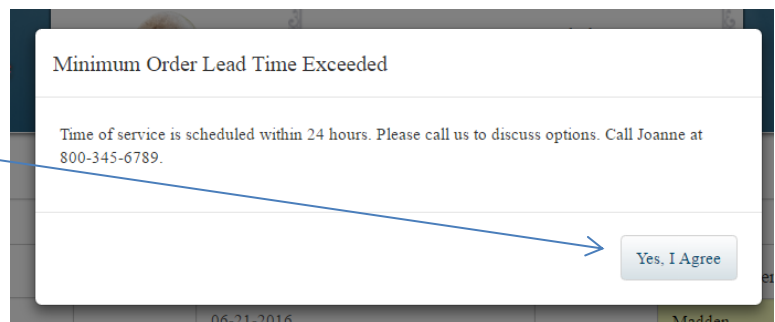 Minimum Order Lead Time Exceeded
Time of service is scheduled within 24 hours. Please call us to discuss options. Call Joanne at
800-345-6789.
Yes, I Agree
06-21-2016
Madden